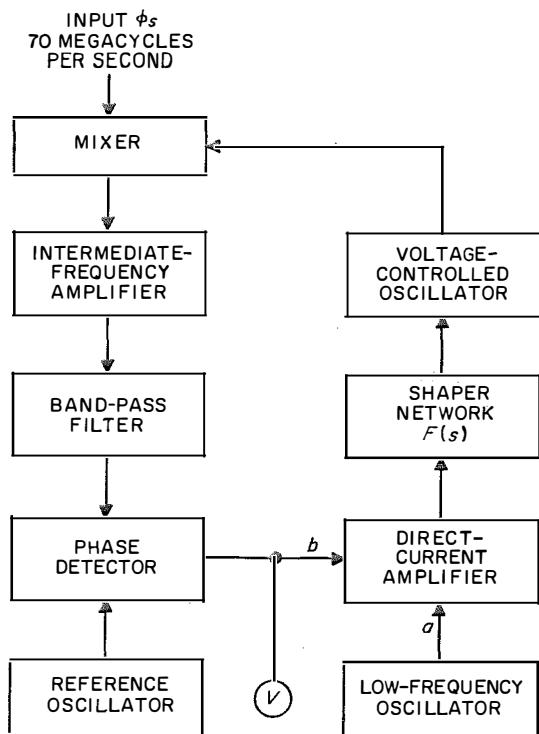 INPUT ϕs
70 MEGACYCLES
PER SECOND
MIXER
INTERMEDIATE-
FREQUENCY
AMPLIFIER
BAND-PASS
FILTER
PHASE
DETECTOR
REFERENCE
OSCILLATOR
V
b
a
VOLTAGE-
CONTROLLED
OSCILLATOR
SHAPER
NETWORK
F(s)
DIRECT-
CURRENT
AMPLIFIER
LOW-FREQUENCY
OSCILLATOR